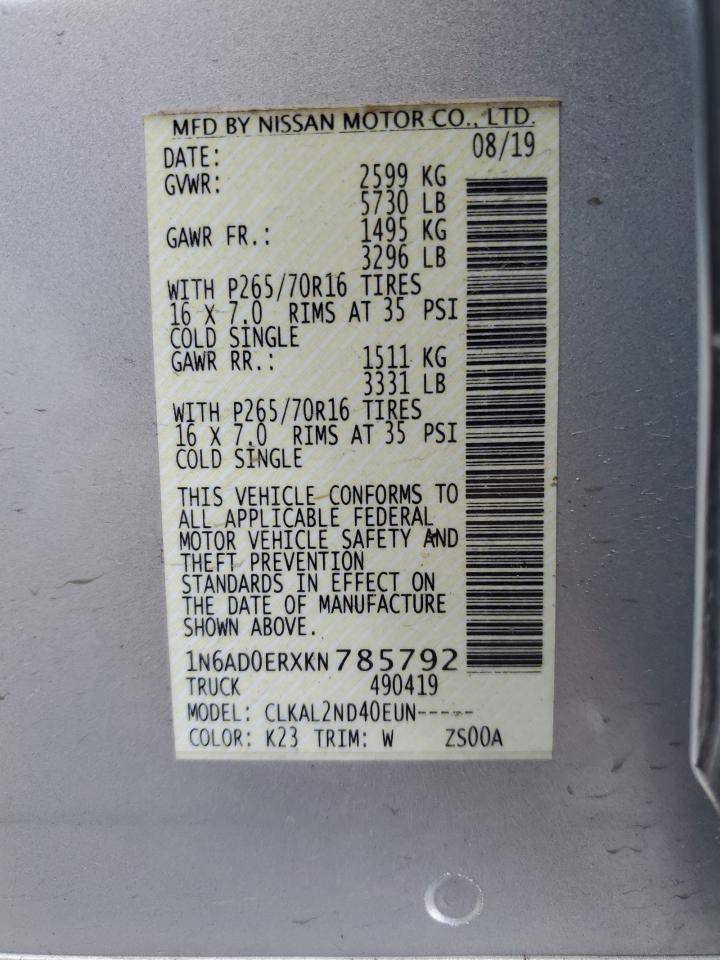 MFD BY NISSAN MOTOR CO., LTD.
DATE: 08/19
GVWR: 2599 KG
5730 LB
GAWR FR.: 1495 KG
3296 LB
WITH P265/70R16 TIRES
16 X 7.0 RIMS AT 35 PSI
COLD SINGLE
GAWR RR.: 1511 KG
3331 LB
WITH P265/70R16 TIRES
16 X 7.0 RIMS AT 35 PSI
COLD SINGLE
THIS VEHICLE CONFORMS TO
ALL APPLICABLE FEDERAL
MOTOR VEHICLE SAFETY AND
THEFT PREVENTION
STANDARDS IN EFFECT ON
THE DATE OF MANUFACTURE
SHOWN ABOVE.
1N6AD0ERXKN785792
TRUCK 490419
MODEL: CLKAL2ND40EUN-----
COLOR: K23 TRIM: W ZS00A